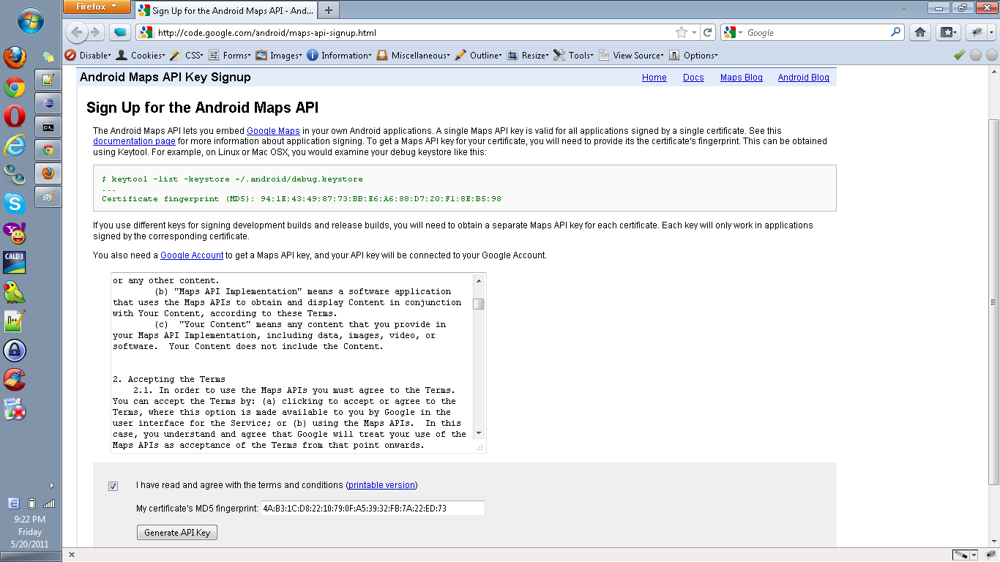 Firefox
Sign Up for the Android Maps API - And...
http://code.google.com/android/maps-api-signup.html
Google
Disable
Cookies
CSS
Forms
Images
Information
Miscellaneous
Outline
Resize
Tools
View Source
Options
Android Maps API Key Signup
Home
Docs
Maps Blog
Android Blog
Sign Up for the Android Maps API
The Android Maps API lets you embed Google Maps in your own Android applications. A single Maps API key is valid for all applications signed by a single certificate. See this
documentation page for more information about application signing. To get a Maps API key for your certificate, you will need to provide its the certificate's fingerprint. This can be obtained
using Keytool. For example, on Linux or Mac OSX, you would examine your debug keystore like this:
$ keytool -list -keystore ~/.android/debug.keystore
...
Certificate fingerprint (MD5): 94:1E:43:49:87:73:BB:E6:A6:88:D7:20:F1:8E:B5:98
If you use different keys for signing development builds and release builds, you will need to obtain a separate Maps API key for each certificate. Each key will only work in applications
signed by the corresponding certificate.
You also need a Google Account to get a Maps API key, and your API key will be connected to your Google Account.
or any other content.
(b) "Maps API Implementation" means a software application
that uses the Maps APIs to obtain and display Content in conjunction
with Your Content, according to these Terms.
(c) "Your Content" means any content that you provide in
your Maps API Implementation, including data, images, video, or
software. Your Content does not include the Content.
2. Accepting the Terms
2.1. In order to use the Maps APIs you must agree to the Terms.
You can accept the Terms by: (a) clicking to accept or agree to the
Terms, where this option is made available to you by Google in the
user interface for the Service; or (b) using the Maps APIs. In this
case, you understand and agree that Google will treat your use of the
Maps APIs as acceptance of the Terms from that point onwards.
I have read and agree with the terms and conditions (printable version)
My certificate's MD5 fingerprint: 4A:B3:1C:D8:22:10:79:0F:A5:39:32:FB:7A:22:ED:73
Generate API Key
CALD3
9:22 PM
Friday
5/20/2011